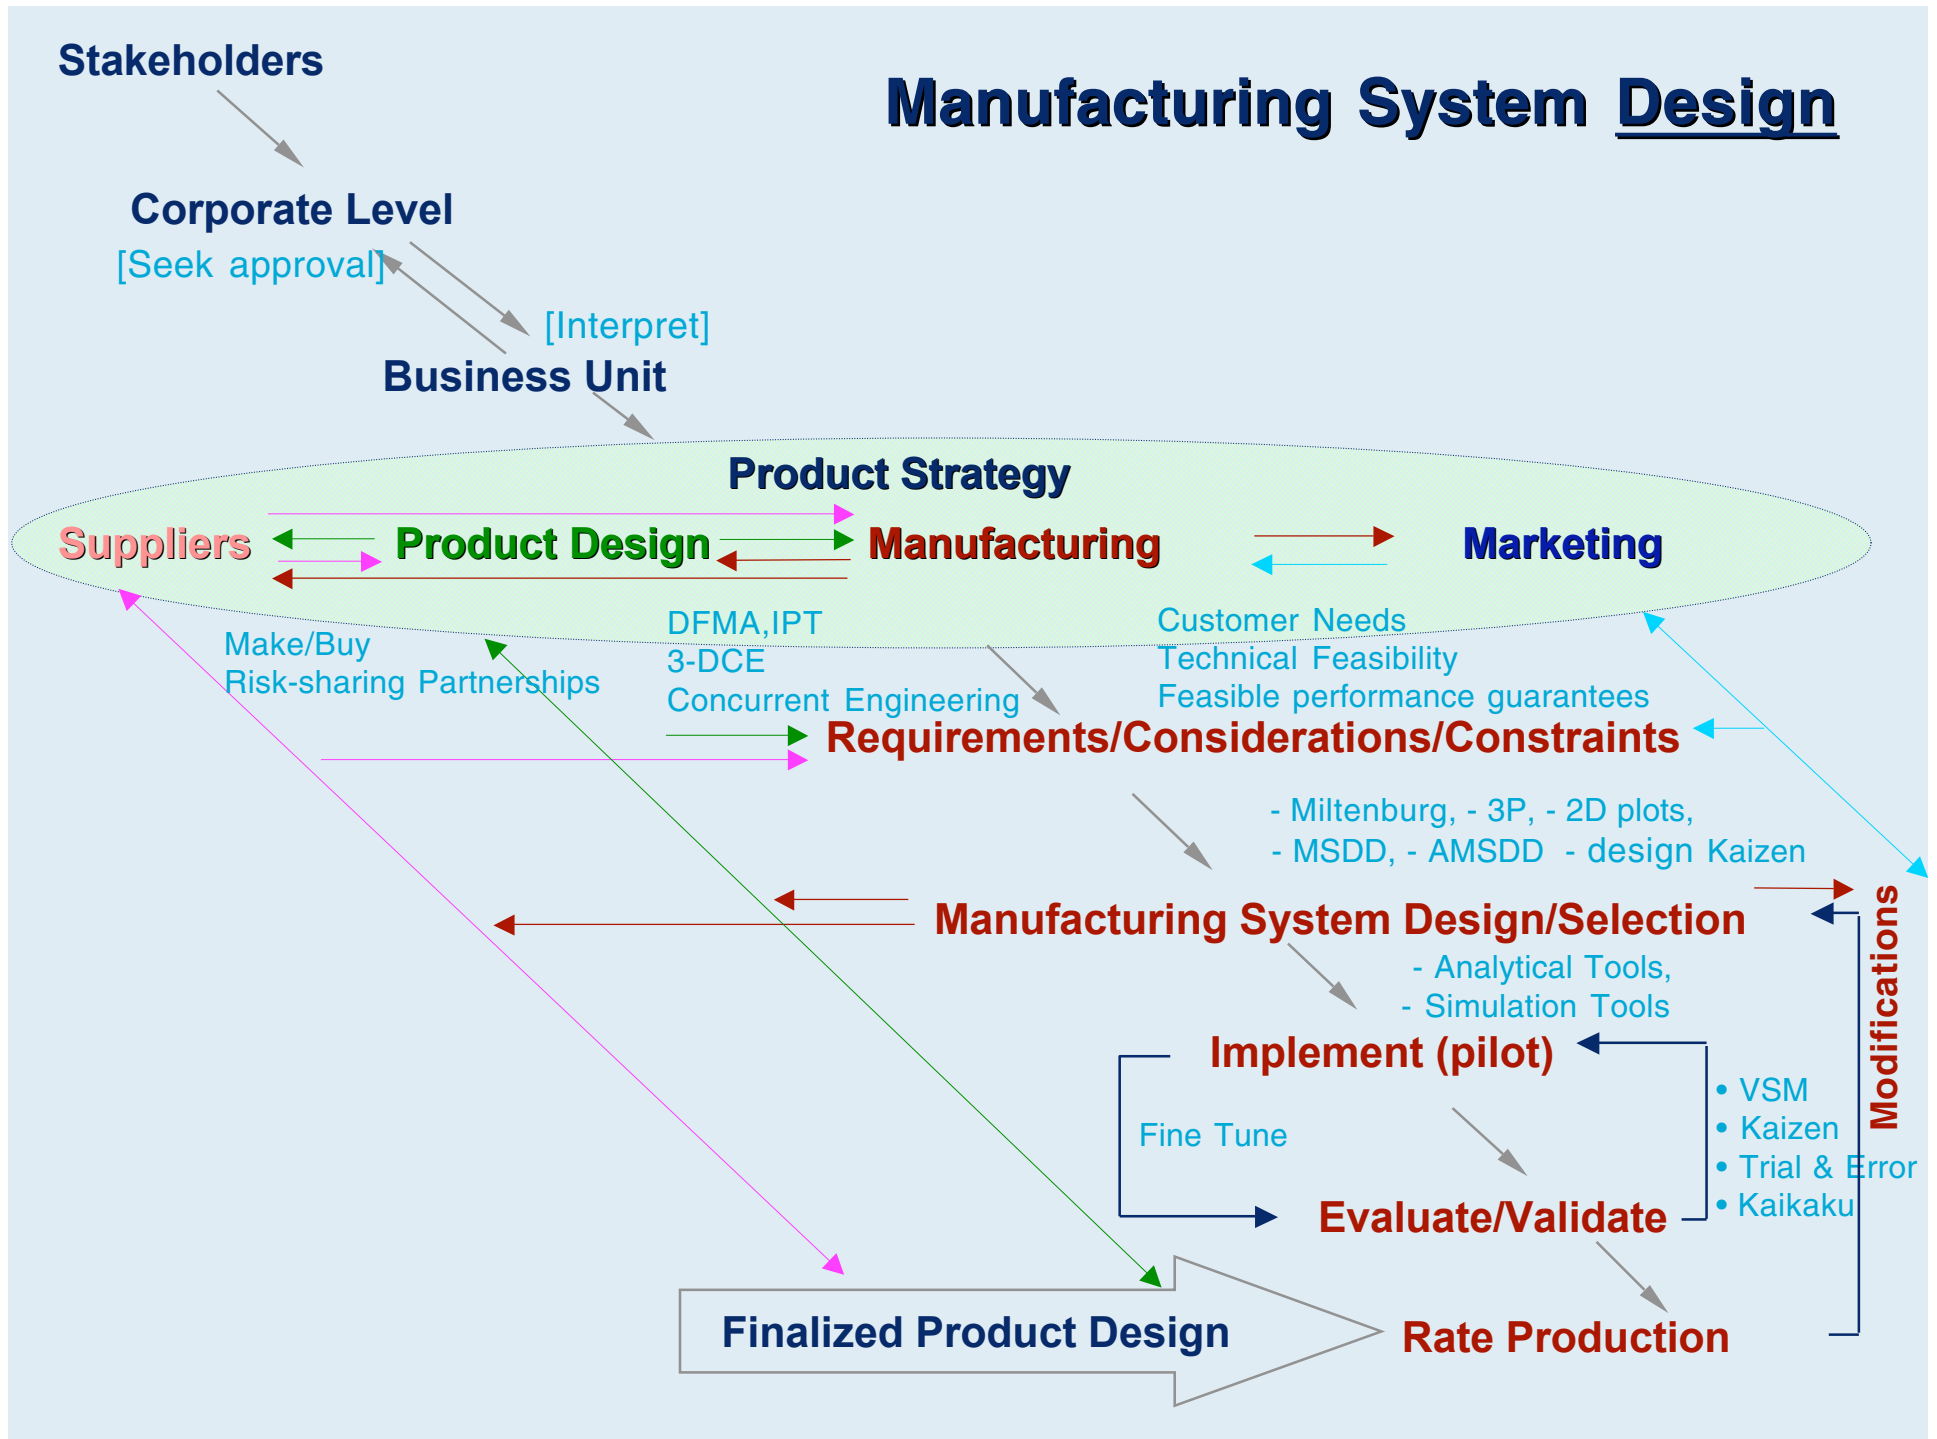 Stakeholders
Manufacturing System Design
Corporate Level
[Seek approval]
[Interpret]
Business Unit
Product Strategy
Suppliers
Product Design
Manufacturing
Marketing
Make/Buy
Risk-sharing Partnerships
DFMA,IPT
3-DCE
Concurrent Engineering
Customer Needs
Technical Feasibility
Feasible performance guarantees
Requirements/Considerations/Constraints
- Miltenburg, - 3P, - 2D plots,
- MSDD, - AMSDD - design Kaizen
Manufacturing System Design/Selection
Modifications
- Analytical Tools,
- Simulation Tools
Implement (pilot)
• VSM
• Kaizen
• Trial & Error
• Kaikaku
Fine Tune
Evaluate/Validate
Finalized Product Design
Rate Production